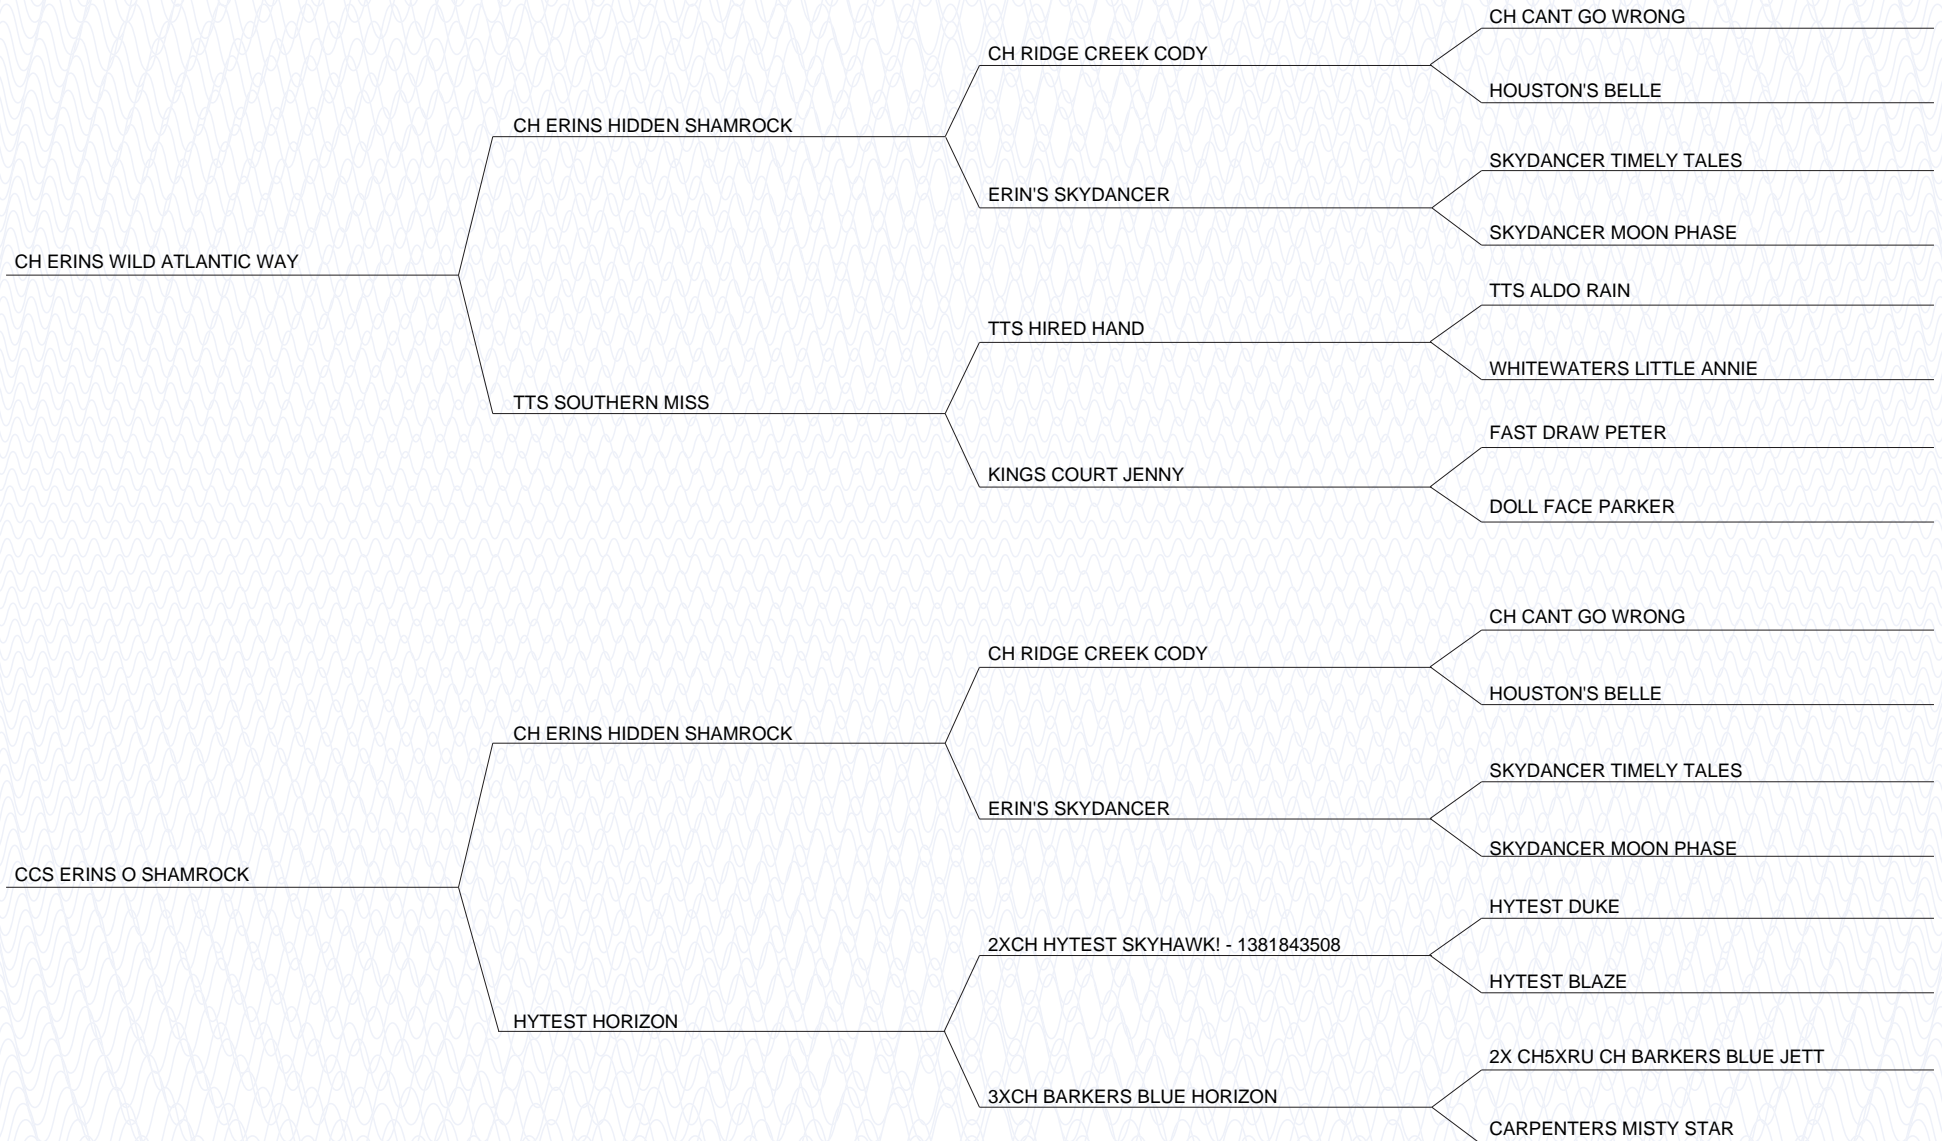 CH CANT GO WRONG
CH RIDGE CREEK CODY
HOUSTON'S BELLE
CH ERINS HIDDEN SHAMROCK
SKYDANCER TIMELY TALES
ERIN'S SKYDANCER
SKYDANCER MOON PHASE
CH ERINS WILD ATLANTIC WAY
TTS ALDO RAIN
TTS HIRED HAND
WHITEWATERS LITTLE ANNIE
TTS SOUTHERN MISS
FAST DRAW PETER
KINGS COURT JENNY
DOLL FACE PARKER
CH CANT GO WRONG
CH RIDGE CREEK CODY
HOUSTON'S BELLE
CH ERINS HIDDEN SHAMROCK
SKYDANCER TIMELY TALES
ERIN'S SKYDANCER
SKYDANCER MOON PHASE
CCS ERINS O SHAMROCK
HYTEST DUKE
2XCH HYTEST SKYHAWK! - 1381843508
HYTEST BLAZE
HYTEST HORIZON
2X CH5XRU CH BARKERS BLUE JETT
3XCH BARKERS BLUE HORIZON
CARPENTERS MISTY STAR